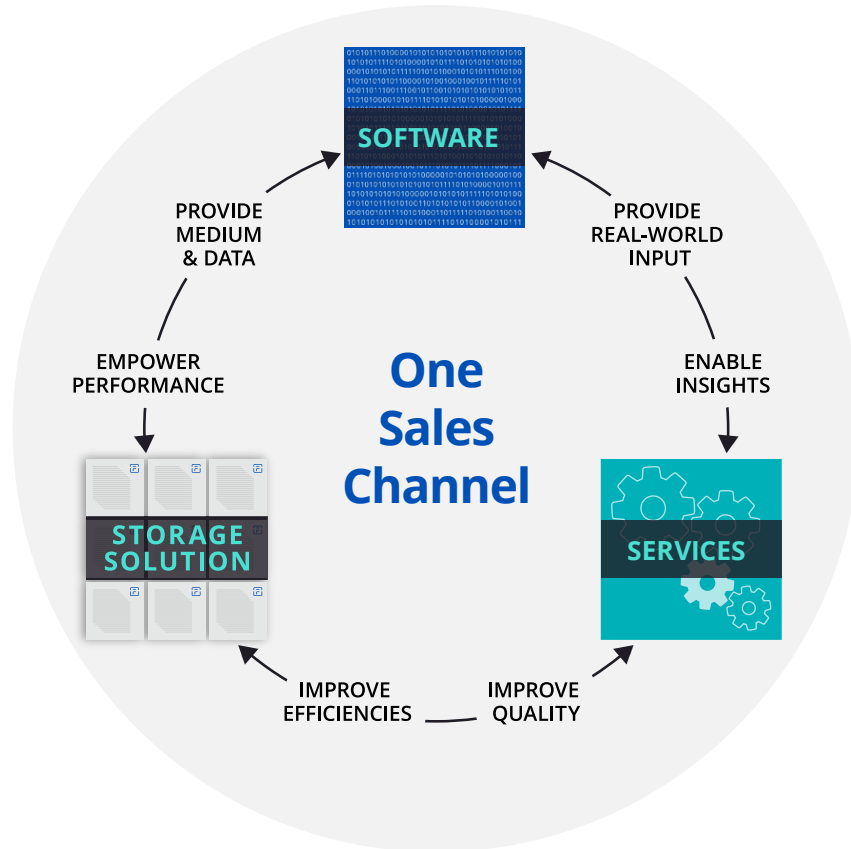 SOFTWARE
PROVIDE
MEDIUM
& DATA
PROVIDE
REAL-WORLD
INPUT
EMPOWER
PERFORMANCE
One
Sales
Channel
ENABLE
INSIGHTS
STORAGE
SOLUTION
SERVICES
IMPROVE
EFFICIENCIES
IMPROVE
QUALITY